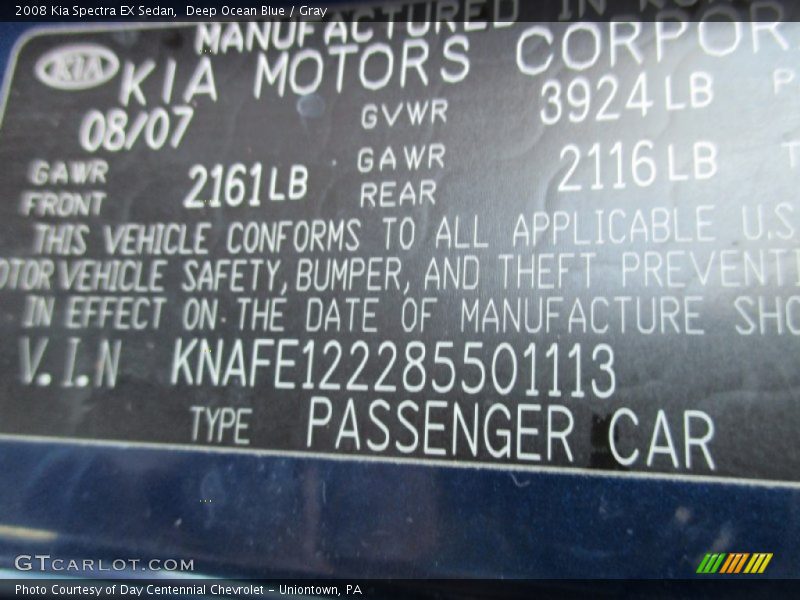 2008 Kia Spectra EX Sedan, Deep Ocean Blue / Gray
MANUFACTURED IN
KIA KIA MOTORS CORPOR
08/07 GVWR 3924LB P
GAWR FRONT 2161LB GAWR REAR 2116LB T
THIS VEHICLE CONFORMS TO ALL APPLICABLE U.S
OTOR VEHICLE SAFETY, BUMPER, AND THEFT PREVENTI
IN EFFECT ON THE DATE OF MANUFACTURE SHO
V.I.N KNAFE122285501113
TYPE PASSENGER CAR
GTCARLOT.COM
Photo Courtesy of Day Centennial Chevrolet - Uniontown, PA